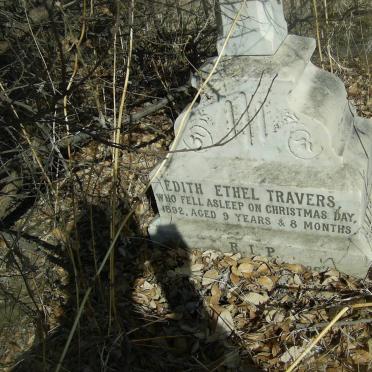 EDITH ETHEL TRAVERS,
WHO FELL ASLEEP ON CHRISTMAS DAY,
1892, AGED 9 YEARS & 8 MONTHS.
R.I.P.